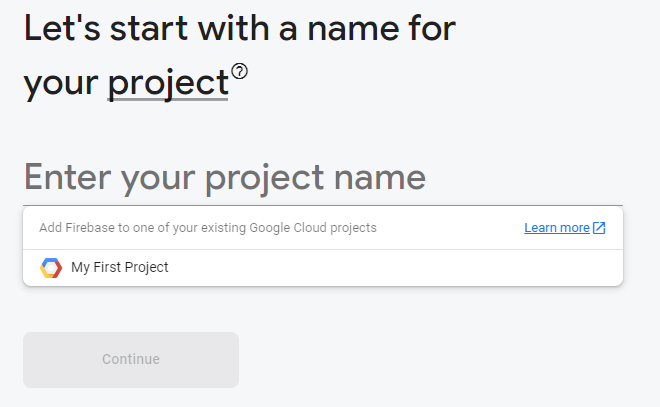 Let's start with a name for
your project
Enter your project name
Add Firebase to one of your existing Google Cloud projects Learn more
My First Project
Continue